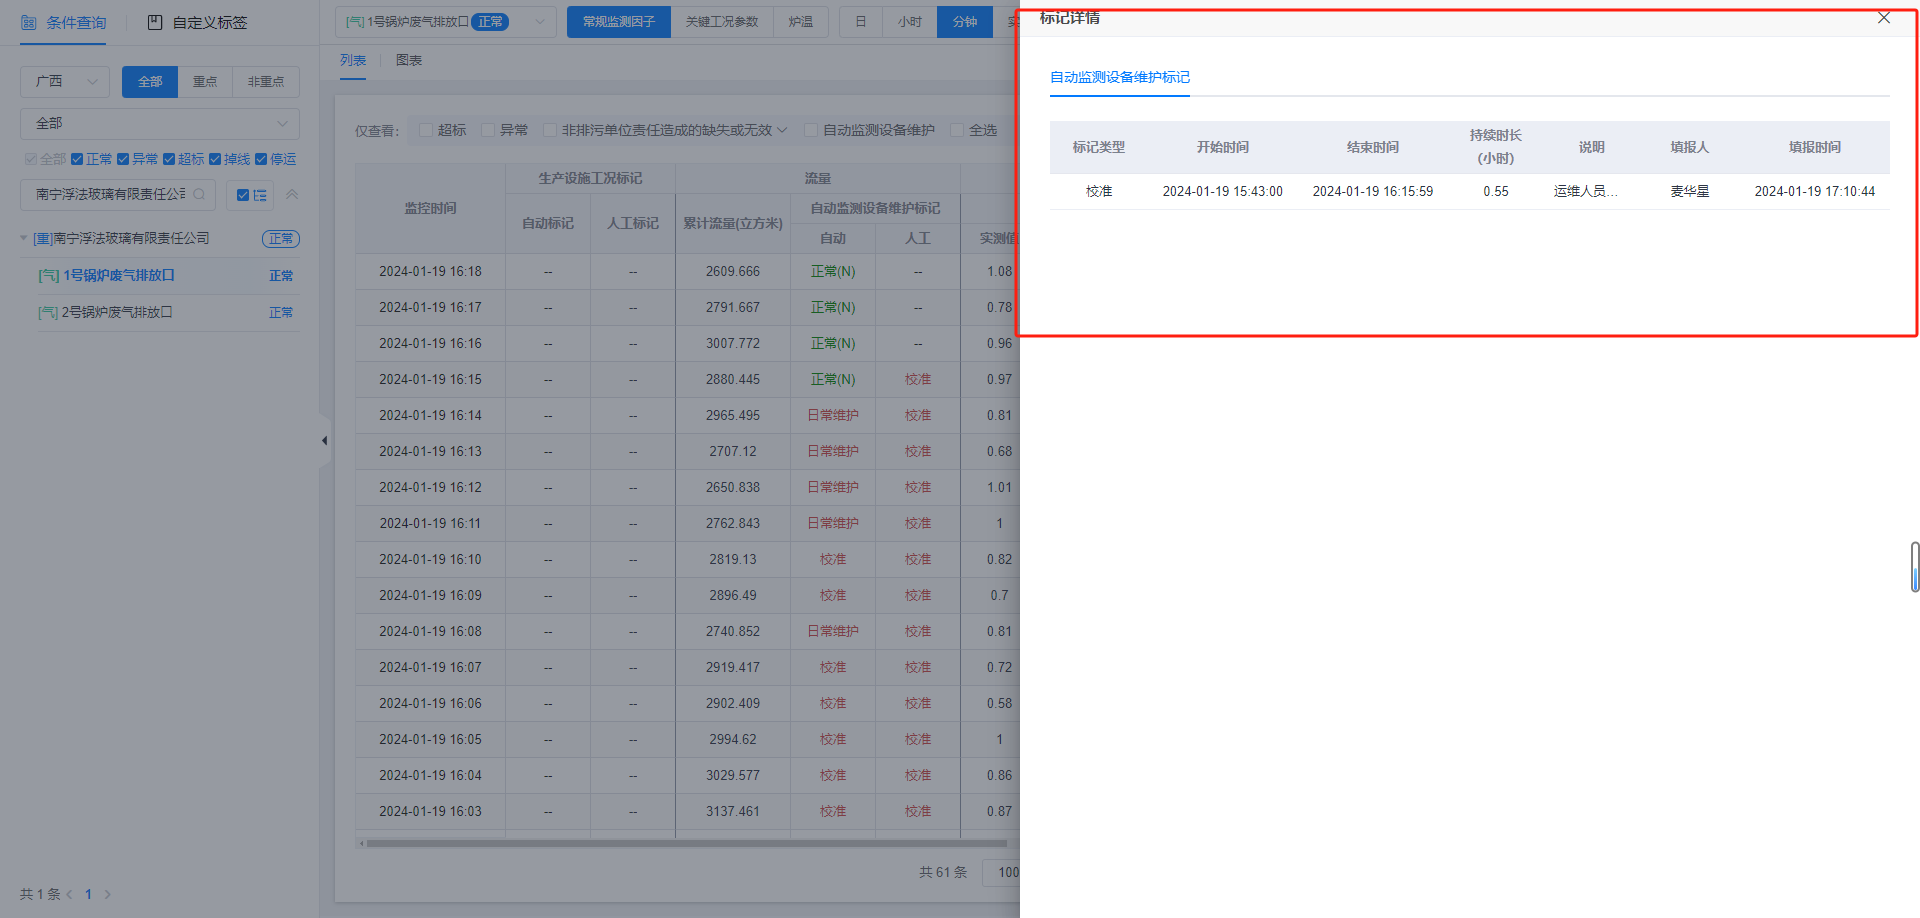 条件查询
自定义标签
广西
全部
重点
非重点
全部
全部 正常 异常 超标 掉线 停运
南宁浮法玻璃有限责任公司
[重]南宁浮法玻璃有限责任公司 正常
[气] 1号锅炉废气排放口 正常
[气] 2号锅炉废气排放口 正常
共 1 条 1
[气] 1号锅炉废气排放口 正常
常规监测因子 关键工况参数 炉温
日 小时 分钟
列表 图表
仅查看: 超标 异常 非排污单位责任造成的缺失或无效 自动监测设备维护 全选
监控时间 生产设施工况标记 流量
自动标记 人工标记 累计流量(立方米) 自动监测设备维护标记
自动 人工 实测值
2024-01-19 16:18 -- -- 2609.666 正常(N) -- 1.08
2024-01-19 16:17 -- -- 2791.667 正常(N) -- 0.78
2024-01-19 16:16 -- -- 3007.772 正常(N) -- 0.96
2024-01-19 16:15 -- -- 2880.445 正常(N) 校准 0.97
2024-01-19 16:14 -- -- 2965.495 日常维护 校准 0.81
2024-01-19 16:13 -- -- 2707.12 日常维护 校准 0.68
2024-01-19 16:12 -- -- 2650.838 日常维护 校准 1.01
2024-01-19 16:11 -- -- 2762.843 日常维护 校准 1
2024-01-19 16:10 -- -- 2819.13 校准 校准 0.82
2024-01-19 16:09 -- -- 2896.49 校准 校准 0.7
2024-01-19 16:08 -- -- 2740.852 日常维护 校准 0.81
2024-01-19 16:07 -- -- 2919.417 校准 校准 0.72
2024-01-19 16:06 -- -- 2902.409 校准 校准 0.58
2024-01-19 16:05 -- -- 2994.62 校准 校准 1
2024-01-19 16:04 -- -- 3029.577 校准 校准 0.86
2024-01-19 16:03 -- -- 3137.461 校准 校准 0.87
共 61 条 100
标记详情
自动监测设备维护标记
标记类型 开始时间 结束时间 持续时长(小时) 说明 填报人 填报时间
校准 2024-01-19 15:43:00 2024-01-19 16:15:59 0.55 运维人员... 麦华星 2024-01-19 17:10:44